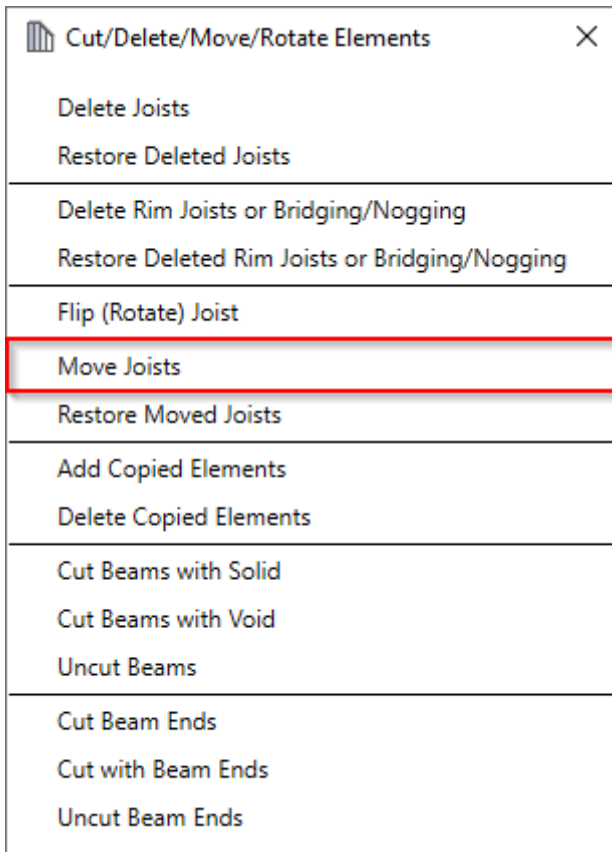 Cut/Delete/Move/Rotate Elements
Delete Joists
Restore Deleted Joists
Delete Rim Joists or Bridging/Nogging
Restore Deleted Rim Joists or Bridging/Nogging
Flip (Rotate) Joist
Move Joists
Restore Moved Joists
Add Copied Elements
Delete Copied Elements
Cut Beams with Solid
Cut Beams with Void
Uncut Beams
Cut Beam Ends
Cut with Beam Ends
Uncut Beam Ends